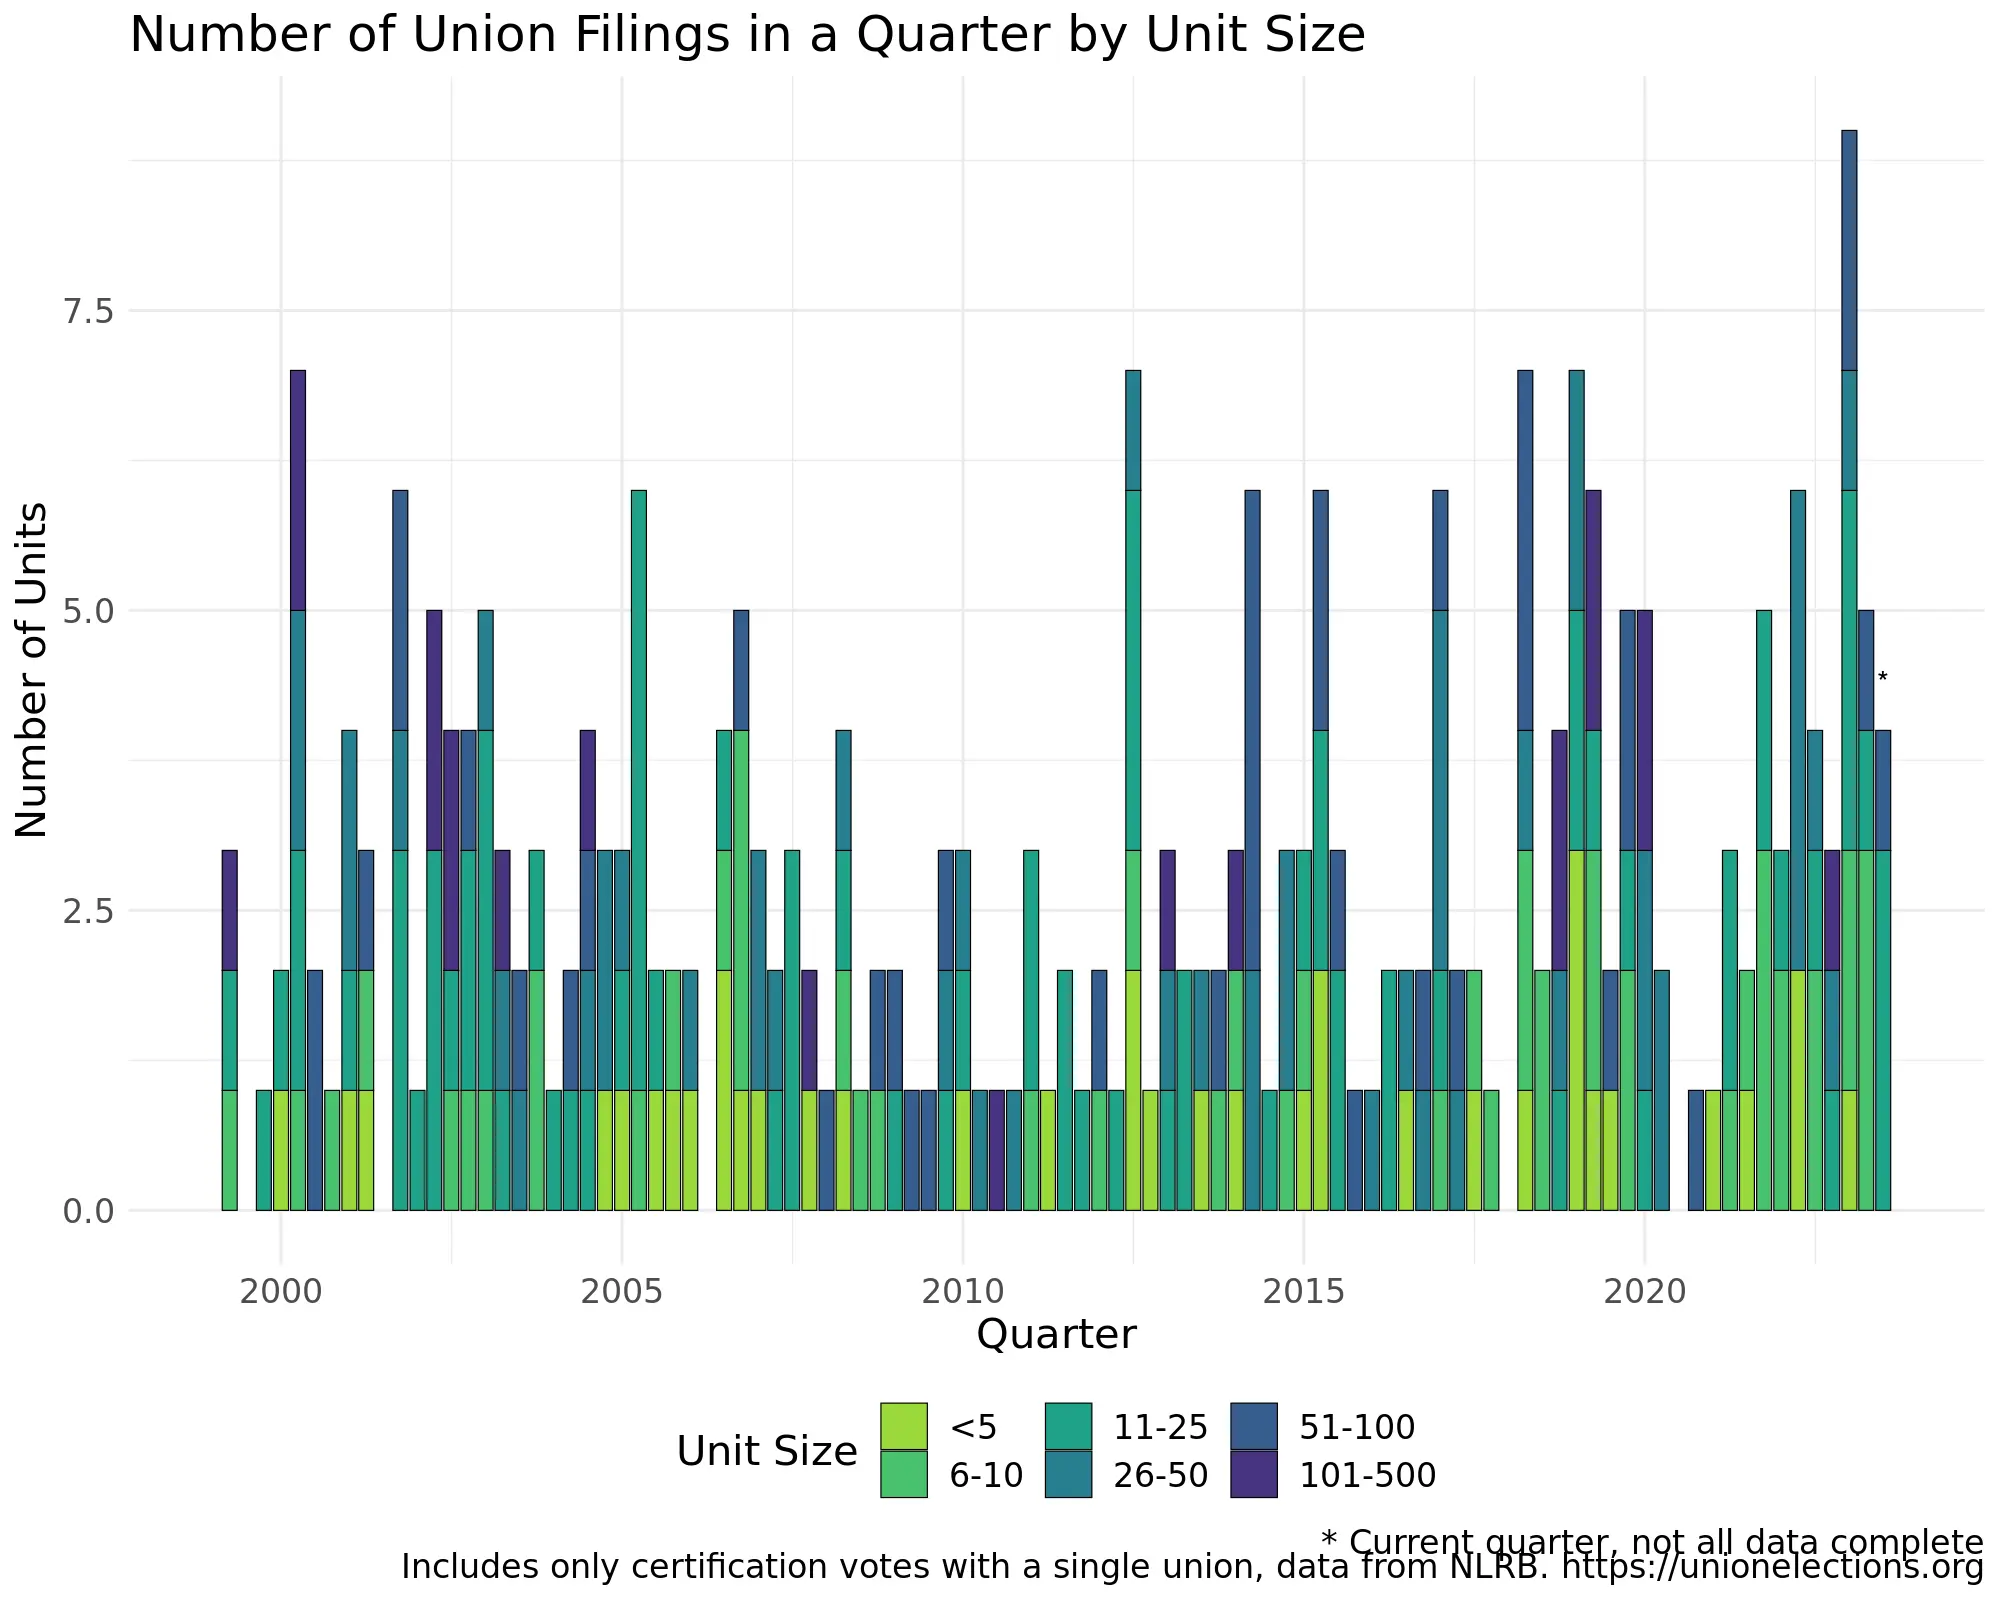 Number of Union Filings in a Quarter by Unit Size
Number of Units
7.5
5.0
2.5
0.0
*
2000 2005 2010 2015 2020
Quarter
Unit Size
<5 11-25 51-100
6-10 26-50 101-500
* Current quarter, not all data complete
Includes only certification votes with a single union, data from NLRB. https://unionelections.org